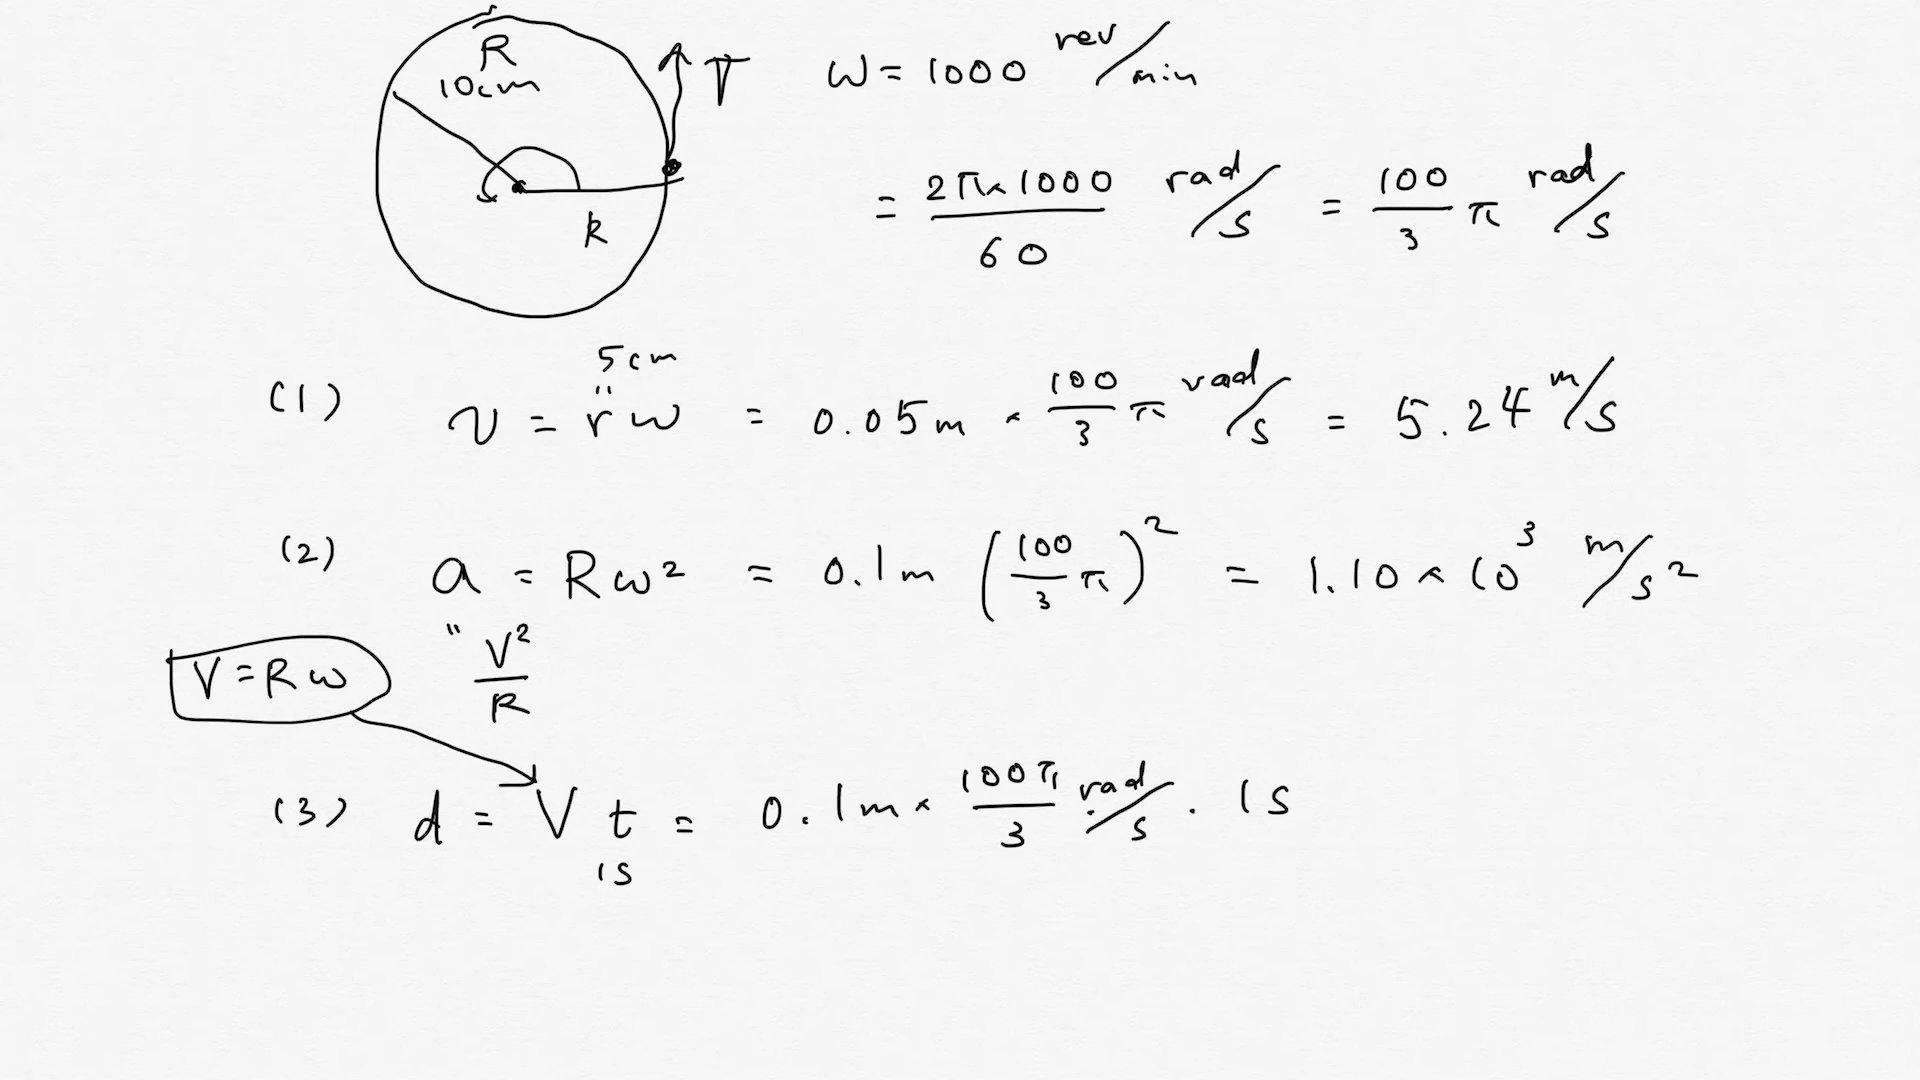 R
10cm
V
R
ω = 1000 rev/min
= 2π×1000/60 rad/s = 100/3 π rad/s
5cm
(1) v = rω = 0.05m × 100/3 π rad/s = 5.24 m/s
(2) a = Rω² = 0.1m (100/3 π)² = 1.10 × 10³ m/s²
" V²/R
V = Rω
(3) d = V t = 0.1m × 100π/3 rad/s · 1s
1s